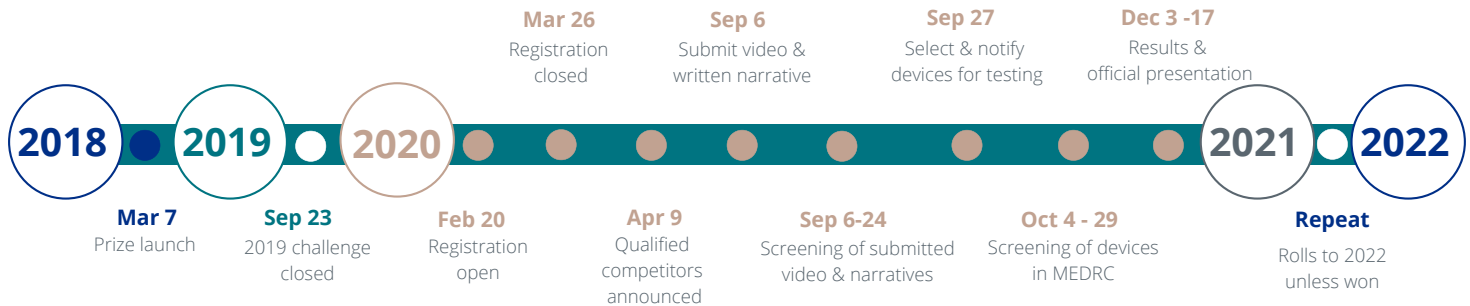 Mar 26
Registration
closed
Sep 6
Submit video &
written narrative
Sep 27
Select & notify
devices for testing
Dec 3 -17
Results &
official presentation
2018
2019
2020
2021
2022
Mar 7
Prize launch
Sep 23
2019 challenge
closed
Feb 20
Registration
open
Apr 9
Qualified
competitors
announced
Sep 6-24
Screening of submitted
video & narratives
Oct 4 - 29
Screening of devices
in MEDRC
Repeat
Rolls to 2022
unless won